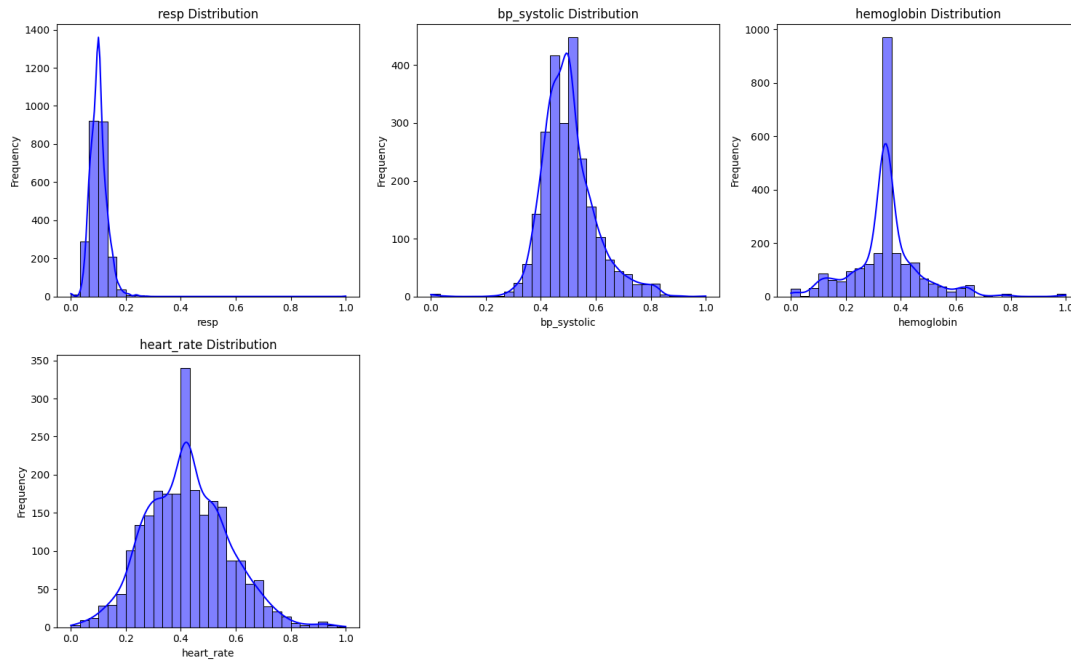 resp Distribution
1400
1200
1000
800
600
400
200
0
Frequency
0.0 0.2 0.4 0.6 0.8 1.0
resp
bp_systolic Distribution
400
300
200
100
0
Frequency
0.0 0.2 0.4 0.6 0.8 1.0
bp_systolic
hemoglobin Distribution
1000
800
600
400
200
0
Frequency
0.0 0.2 0.4 0.6 0.8 1.0
hemoglobin
heart_rate Distribution
350
300
250
200
150
100
50
0
Frequency
0.0 0.2 0.4 0.6 0.8 1.0
heart_rate